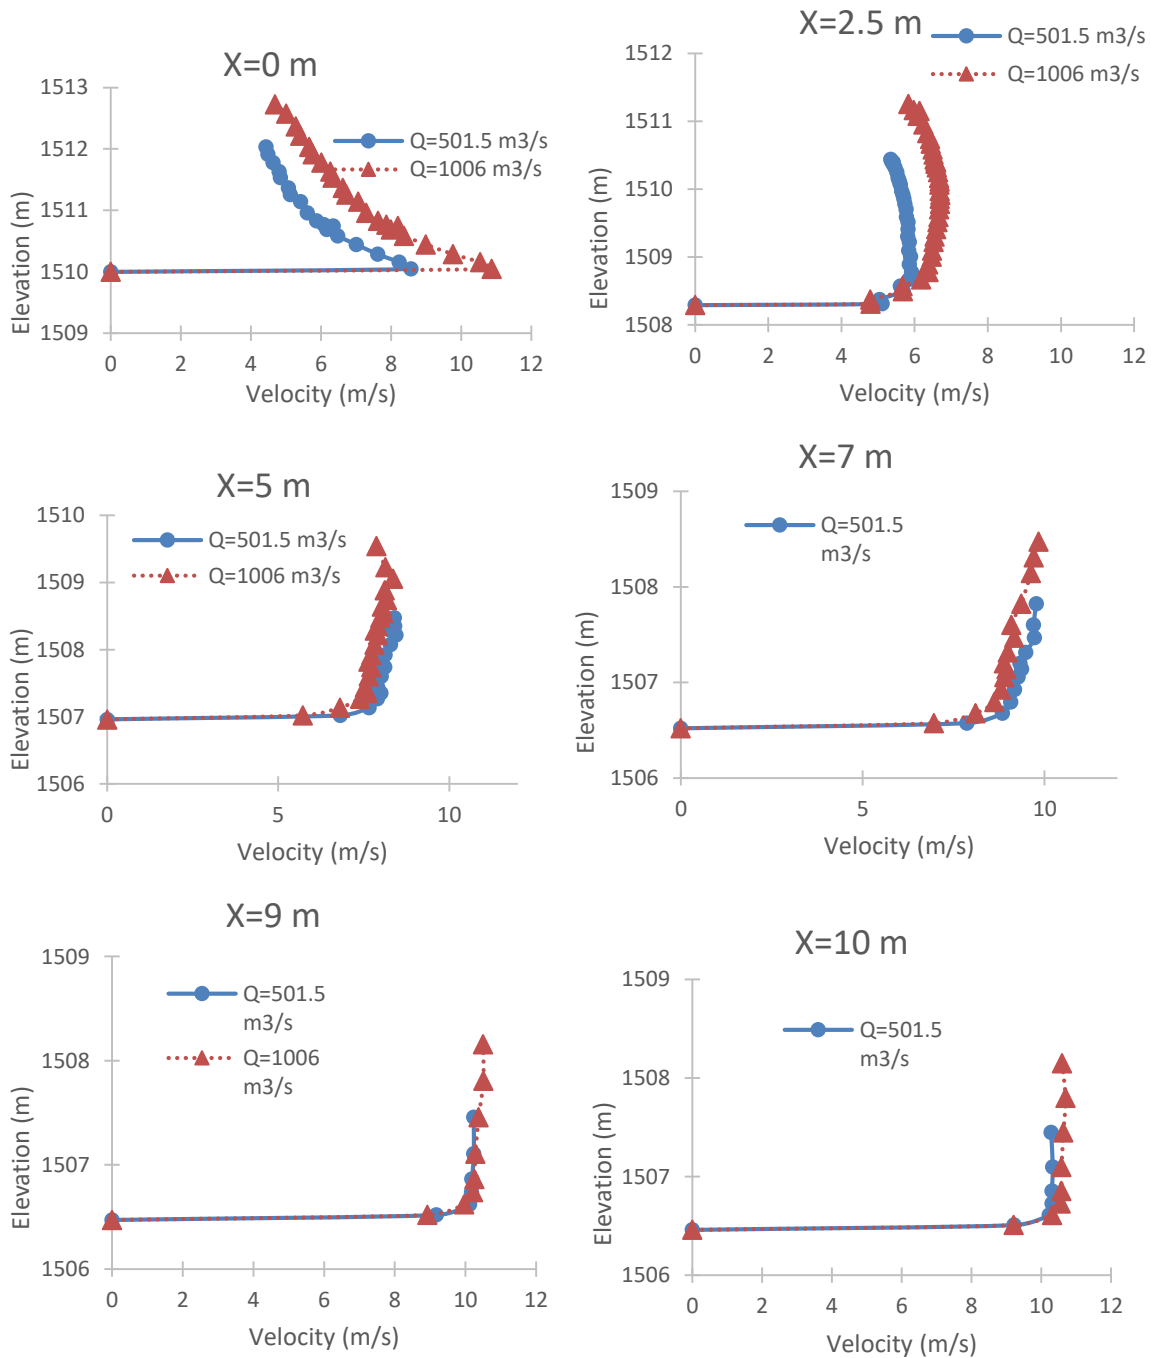 X=0 m
1513
1512
1511
1510
1509
Elevation (m)
0 2 4 6 8 10 12
Velocity (m/s)
Q=501.5 m3/s
Q=1006 m3/s
X=2.5 m
Q=501.5 m3/s
Q=1006 m3/s
1512
1511
1510
1509
1508
Elevation (m)
0 2 4 6 8 10 12
Velocity (m/s)
X=5 m
1510
1509
1508
1507
1506
Elevation (m)
Q=501.5 m3/s
Q=1006 m3/s
0 5 10
Velocity (m/s)
X=7 m
1509
1508
1507
1506
Elevation (m)
Q=501.5
m3/s
0 5 10
Velocity (m/s)
X=9 m
1509
1508
1507
1506
Elevation (m)
Q=501.5
m3/s
Q=1006
m3/s
0 2 4 6 8 10 12
Velocity (m/s)
X=10 m
1509
1508
1507
1506
Elevation (m)
Q=501.5
m3/s
0 2 4 6 8 10 12
Velocity (m/s)